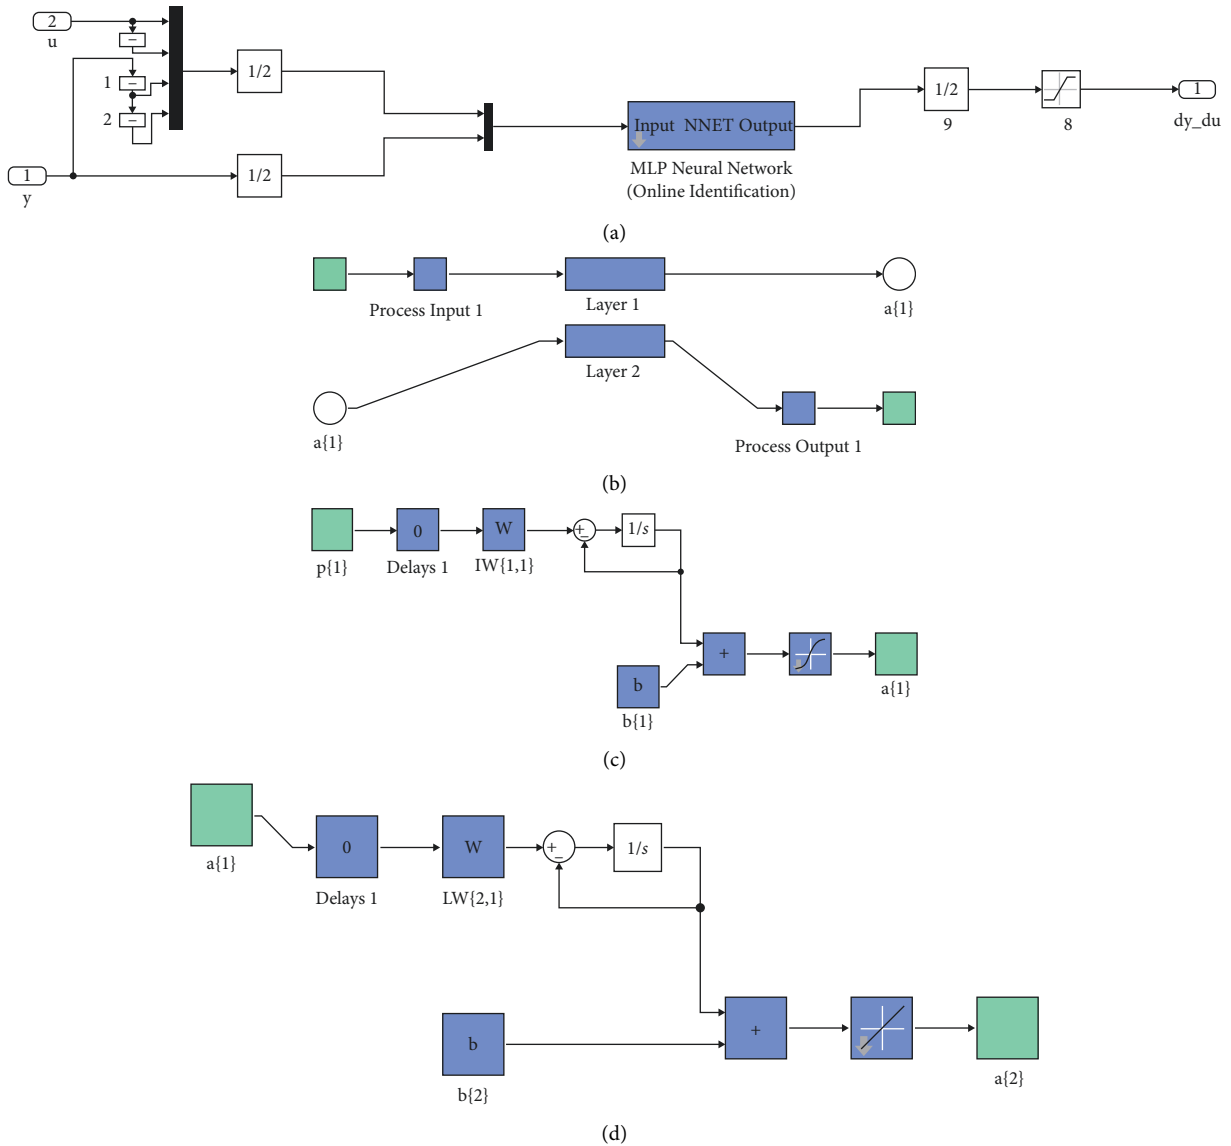 2
u
−
1
−
2
−
1/2
1
y
1/2
Input NNET Output
MLP Neural Network
(Online Identification)
1/2
9
8
1
dy_du
(a)
Process Input 1
Layer 1
a{1}
Layer 2
a{1}
Process Output 1
(b)
p{1}
0
Delays 1
W
IW{1,1}
+
−
1/s
b
b{1}
+
a{1}
(c)
a{1}
0
Delays 1
W
LW{2,1}
+
−
1/s
b
b{2}
+
a{2}
(d)